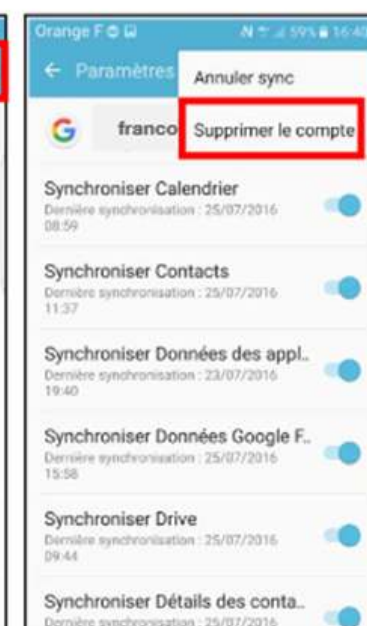 Orange F
N 59% 16:40
← Paramètres
Annuler sync
G franco
Supprimer le compte
Synchroniser Calendrier
Dernière synchronisation : 25/07/2016
08:59
Synchroniser Contacts
Dernière synchronisation : 25/07/2016
11:37
Synchroniser Données des appl..
Dernière synchronisation : 23/07/2016
19:40
Synchroniser Données Google F..
Dernière synchronisation : 25/07/2016
15:58
Synchroniser Drive
Dernière synchronisation : 25/07/2016
09:44
Synchroniser Détails des conta..
Dernière synchronisation : 25/07/2016